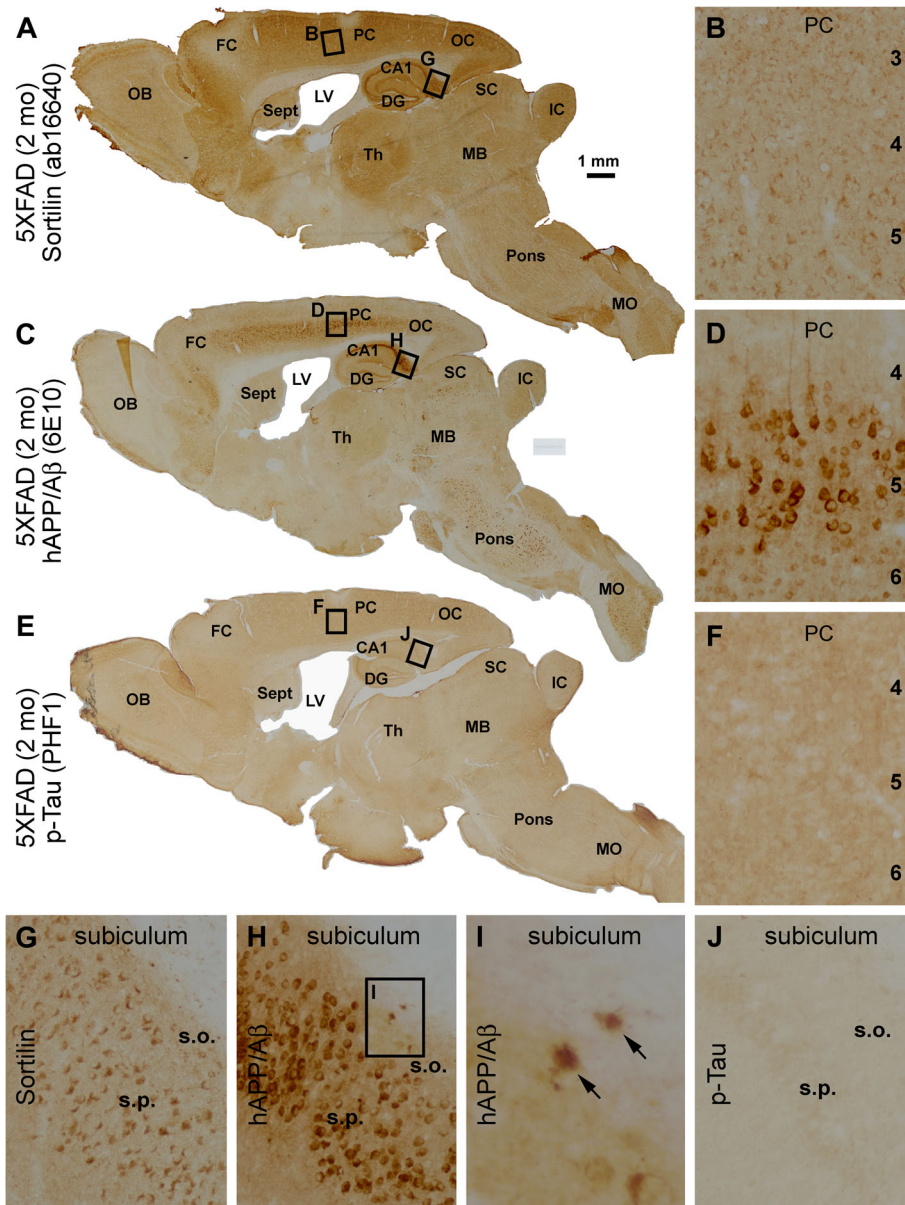 A
B
PC
FC
OC
G
CA1
OB
Sept
LV
DG
SC
IC
Th
MB
1 mm
Pons
MO
5XFAD (2 mo)
Sortilin (ab16640)
B
PC
3
4
5
C
D
PC
FC
OC
H
CA1
OB
Sept
LV
DG
SC
IC
Th
MB
Pons
MO
5XFAD (2 mo)
hAPP/Aβ (6E10)
D
PC
4
5
6
E
F
PC
FC
OC
J
CA1
OB
Sept
LV
DG
SC
IC
Th
MB
Pons
MO
5XFAD (2 mo)
p-Tau (PHF1)
F
PC
4
5
6
G
subiculum
Sortilin
s.o.
s.p.
H
subiculum
I
hAPP/Aβ
s.o.
s.p.
I
subiculum
hAPP/Aβ
J
subiculum
p-Tau
s.o.
s.p.